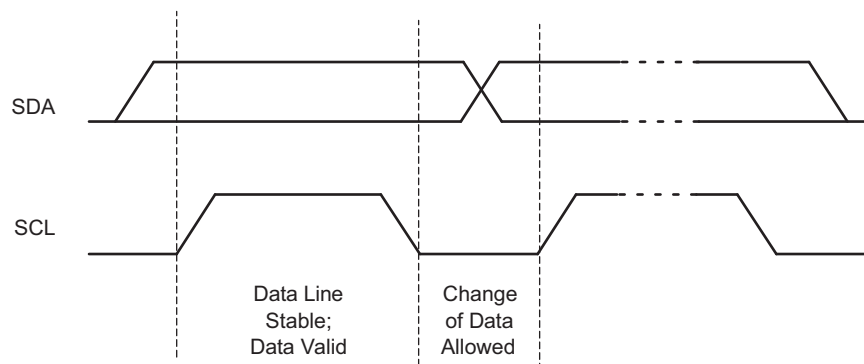 SDA
SCL
Data Line
Stable;
Data Valid
Change
of Data
Allowed